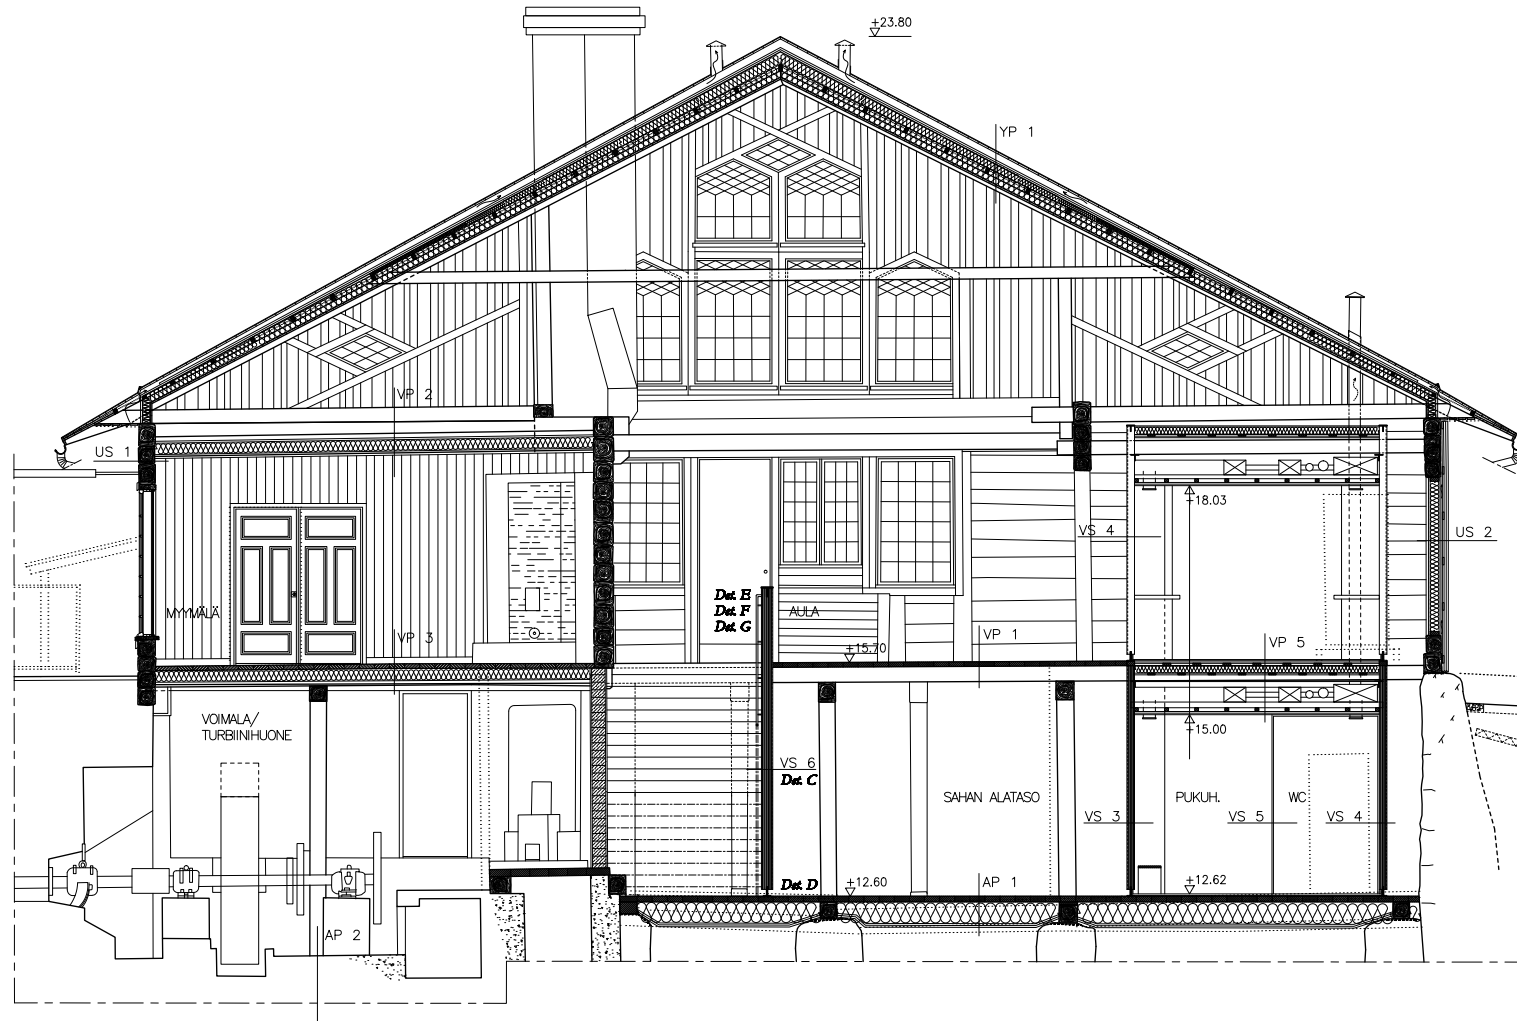 +23.80
YP 1
VP 2
US 1
+18.03
VS 4
US 2
MYYMÄLÄ
Det. E
Det. F
Det. G
AULA
VP 3
VP 1
VP 5
+15.70
VOIMALA/
TURBIINIHUONE
+15.00
VS 6
Det. C
SAHAN ALATASO
PUKUH.
WC
VS 3
VS 5
VS 4
Det. D
+12.60
AP 1
+12.62
AP 2